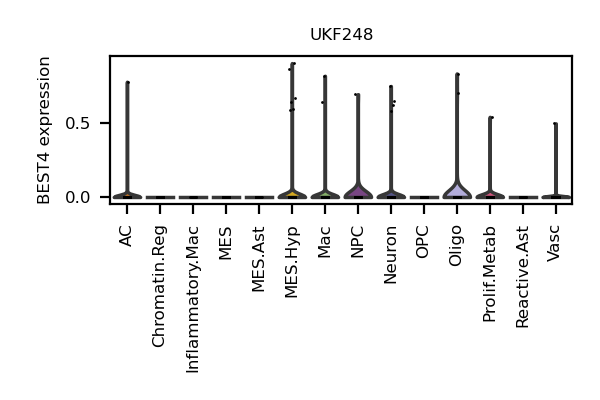 UKF248
BEST4 expression
0.5
0.0
AC
Chromatin.Reg
Inflammatory.Mac
MES
MES.Ast
MES.Hyp
Mac
NPC
Neuron
OPC
Oligo
Prolif.Metab
Reactive.Ast
Vasc